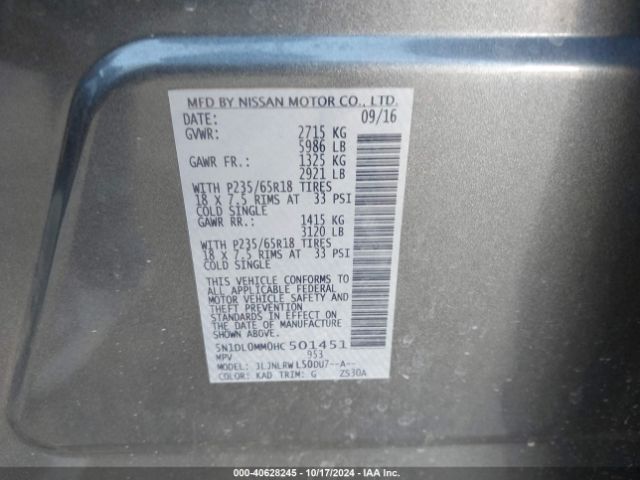 MFD BY NISSAN MOTOR CO., LTD.
DATE: 09/16
GVWR: 2715 KG
5986 LB
GAWR FR.: 1325 KG
2921 LB
WITH P235/65R18 TIRES
18 X 7.5 RIMS AT 33 PSI
COLD SINGLE
GAWR RR.: 1415 KG
3120 LB
WITH P235/65R18 TIRES
18 X 7.5 RIMS AT 33 PSI
COLD SINGLE
THIS VEHICLE CONFORMS TO
ALL APPLICABLE FEDERAL
MOTOR VEHICLE SAFETY AND
THEFT PREVENTION
STANDARDS IN EFFECT ON
THE DATE OF MANUFACTURE
SHOWN ABOVE.
5N1DL0MM0HC501451
MPV 953
MODEL: JLJNLRWL50DU7--A--
COLOR: KAD TRIM: G ZS30A
000-40628245 - 10/17/2024 - IAA Inc.